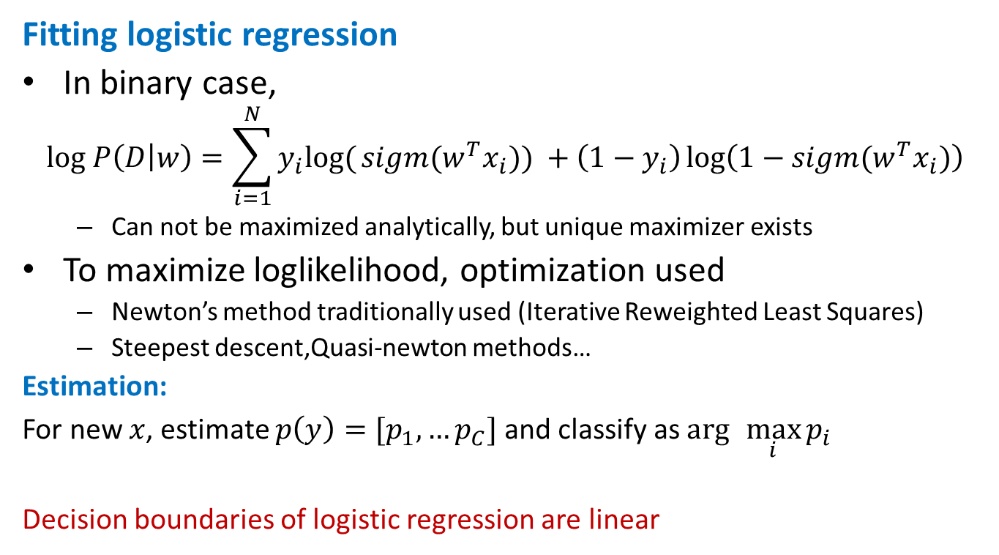 Fitting logistic regression
• In binary case,
log P(D|w) = ∑_{i=1}^{N} y_i log( sigm(w^T x_i)) + (1 − y_i) log(1 − sigm(w^T x_i))
– Can not be maximized analytically, but unique maximizer exists
• To maximize loglikelihood, optimization used
– Newton’s method traditionally used (Iterative Reweighted Least Squares)
– Steepest descent,Quasi-newton methods…
Estimation:
For new x, estimate p(y) = [p_1, … p_C] and classify as arg max_i p_i
Decision boundaries of logistic regression are linear